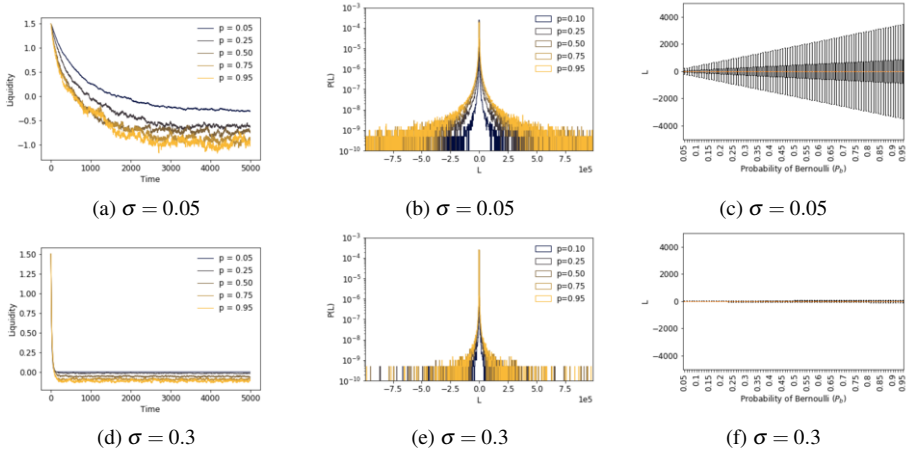 1.5
1.0
0.5
0.0
−0.5
−1.0
Liquidity
0 1000 2000 3000 4000 5000
Time
p = 0.05
p = 0.25
p = 0.50
p = 0.75
p = 0.95
(a) σ = 0.05
10⁻³
10⁻⁴
10⁻⁵
10⁻⁶
10⁻⁷
10⁻⁸
10⁻⁹
10⁻¹⁰
P(L)
−7.5 −5.0 −2.5 0.0 2.5 5.0 7.5
L
1e5
p=0.10
p=0.25
p=0.50
p=0.75
p=0.95
(b) σ = 0.05
4000
2000
0
−2000
−4000
L
0.05 0.1 0.15 0.2 0.25 0.3 0.35 0.4 0.45 0.5 0.55 0.6 0.65 0.7 0.75 0.8 0.85 0.9 0.95
Probability of Bernoulli (P_b)
(c) σ = 0.05
1.50
1.25
1.00
0.75
0.50
0.25
0.00
Liquidity
0 1000 2000 3000 4000 5000
Time
p = 0.05
p = 0.25
p = 0.50
p = 0.75
p = 0.95
(d) σ = 0.3
10⁻³
10⁻⁴
10⁻⁵
10⁻⁶
10⁻⁷
10⁻⁸
10⁻⁹
10⁻¹⁰
P(L)
−7.5 −5.0 −2.5 0.0 2.5 5.0 7.5
L
1e5
p=0.10
p=0.25
p=0.50
p=0.75
p=0.95
(e) σ = 0.3
4000
2000
0
−2000
−4000
L
0.05 0.1 0.15 0.2 0.25 0.3 0.35 0.4 0.45 0.5 0.55 0.6 0.65 0.7 0.75 0.8 0.85 0.9 0.95
Probability of Bernoulli (P_b)
(f) σ = 0.3